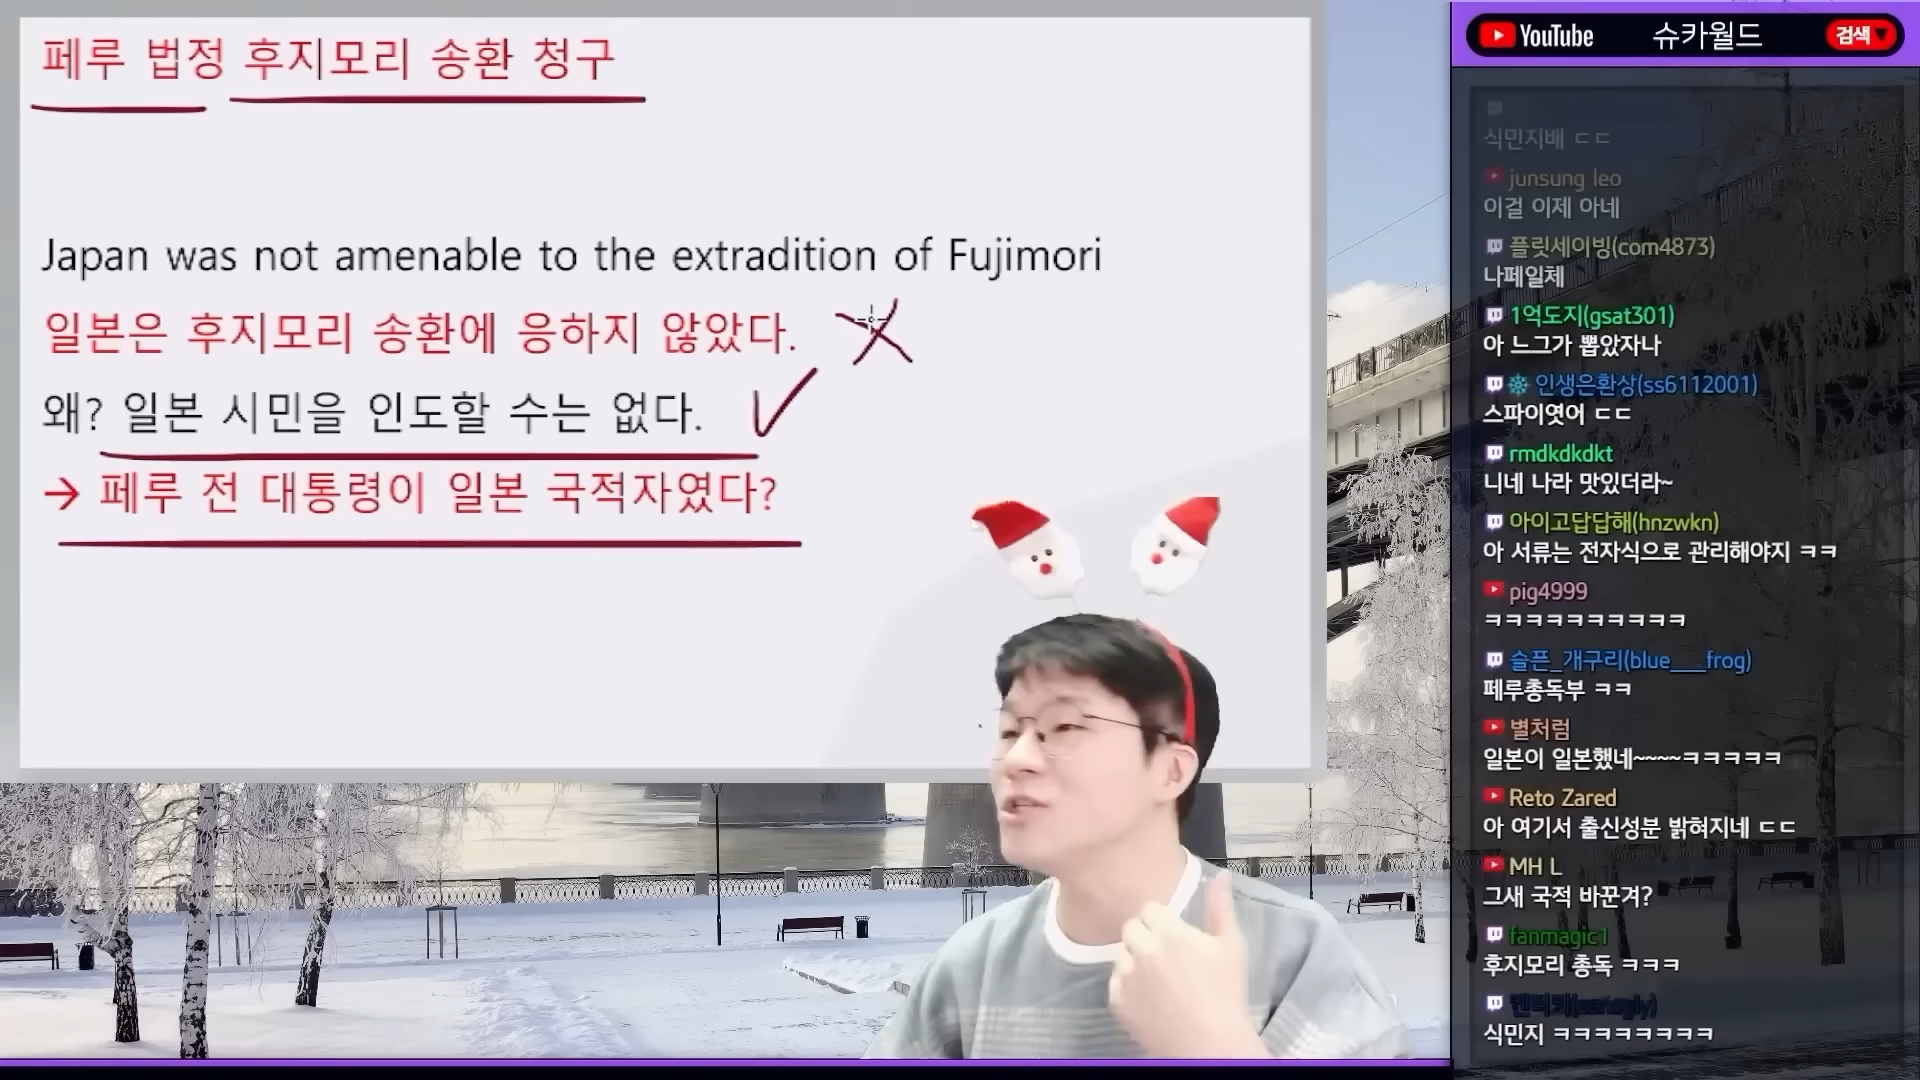 페루 법정 후지모리 송환 청구
Japan was not amenable to the extradition of Fujimori
일본은 후지모리 송환에 응하지 않았다.
왜? 일본 시민을 인도할 수는 없다.
→ 페루 전 대통령이 일본 국적자였다?
YouTube 슈카월드 검색
식민지배 ㄷㄷ
junsung leo
이걸 이제 아네
플릿세이빙(com4873)
나페일체
1억도지(gsat301)
아 느그가 뽑았자나
인생은환상(ss6112001)
스파이엿어 ㄷㄷ
rmdkdkdkt
니네 나라 맛있더라~
아이고답답해(hnzwkn)
아 서류는 전자식으로 관리해야지 ㅋㅋ
pig4999
ㅋㅋㅋㅋㅋㅋㅋㅋㅋㅋ
슬픈_개구리(blue___frog)
페루총독부 ㅋㅋ
별처럼
일본이 일본했네~~~~ㅋㅋㅋㅋㅋ
Reto Zared
아 여기서 출신성분 밝혀지네 ㄷㄷ
MH L
그새 국적 바꾼겨?
fanmagic1
후지모리 총독 ㅋㅋㅋ
식민지 ㅋㅋㅋㅋㅋㅋㅋㅋ